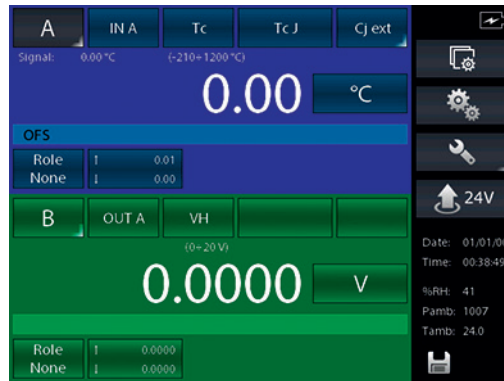 A IN A Tc Tc J Cj ext
Signal: 0.00 °C (-210÷1200 °C)
0.00 °C
OFS
Role None
0.01
0.00
B OUT A VH
(0÷20 V)
0.0000 V
Role None
0.0000
0.0000
24V
Date: 01/01/00
Time: 00:38:49
%RH: 41
Pamb: 1007
Tamb: 24.0